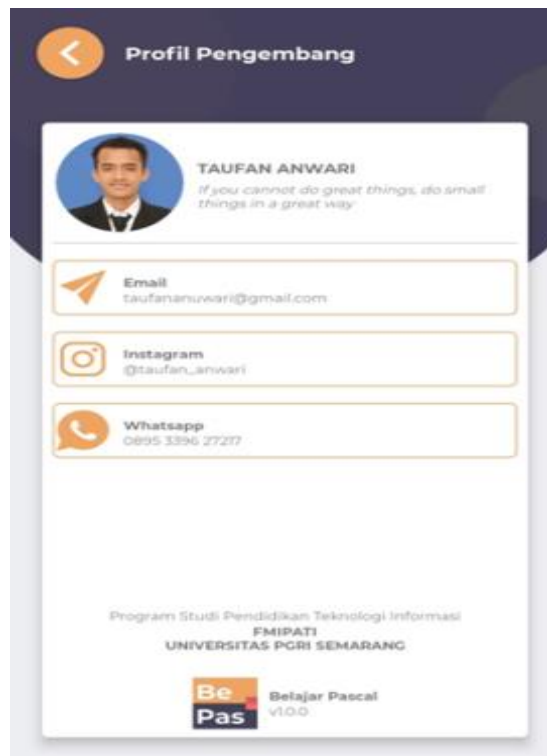 Profil Pengembang
TAUFAN ANWARI
If you cannot do great things, do small
things in a great way
Email
taufananuwari@gmail.com
Instagram
@taufan_anwari
Whatsapp
0895 3396 27217
Program Studi Pendidikan Teknologi Informasi
FMIPATI
UNIVERSITAS PGRI SEMARANG
Be
Pas
Belajar Pascal
v1.0.0